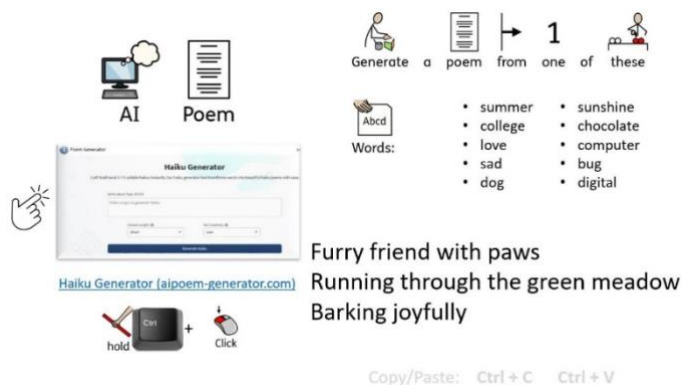 AI Poem
Poem Generator
Haiku Generator
Haiku Generator (aipoem-generator.com)
hold Ctrl + Click
Generate a poem from 1 one of these
Abcd
Words:
• summer
• college
• love
• sad
• dog
• sunshine
• chocolate
• computer
• bug
• digital
Furry friend with paws
Running through the green meadow
Barking joyfully
Copy/Paste: Ctrl + C Ctrl + V